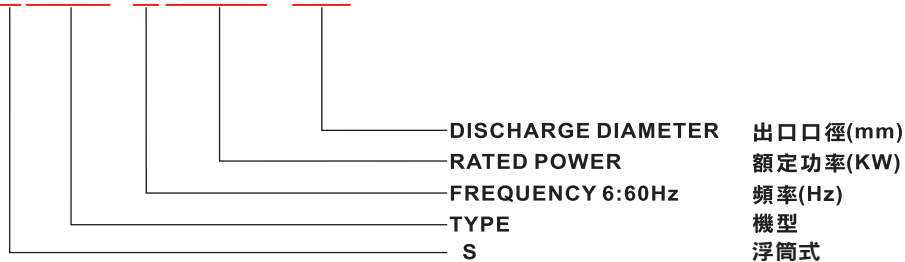 DISCHARGE DIAMETER 出口口徑(mm)
RATED POWER 額定功率(KW)
FREQUENCY 6:60Hz 頻率(Hz)
TYPE 機型
S 浮筒式